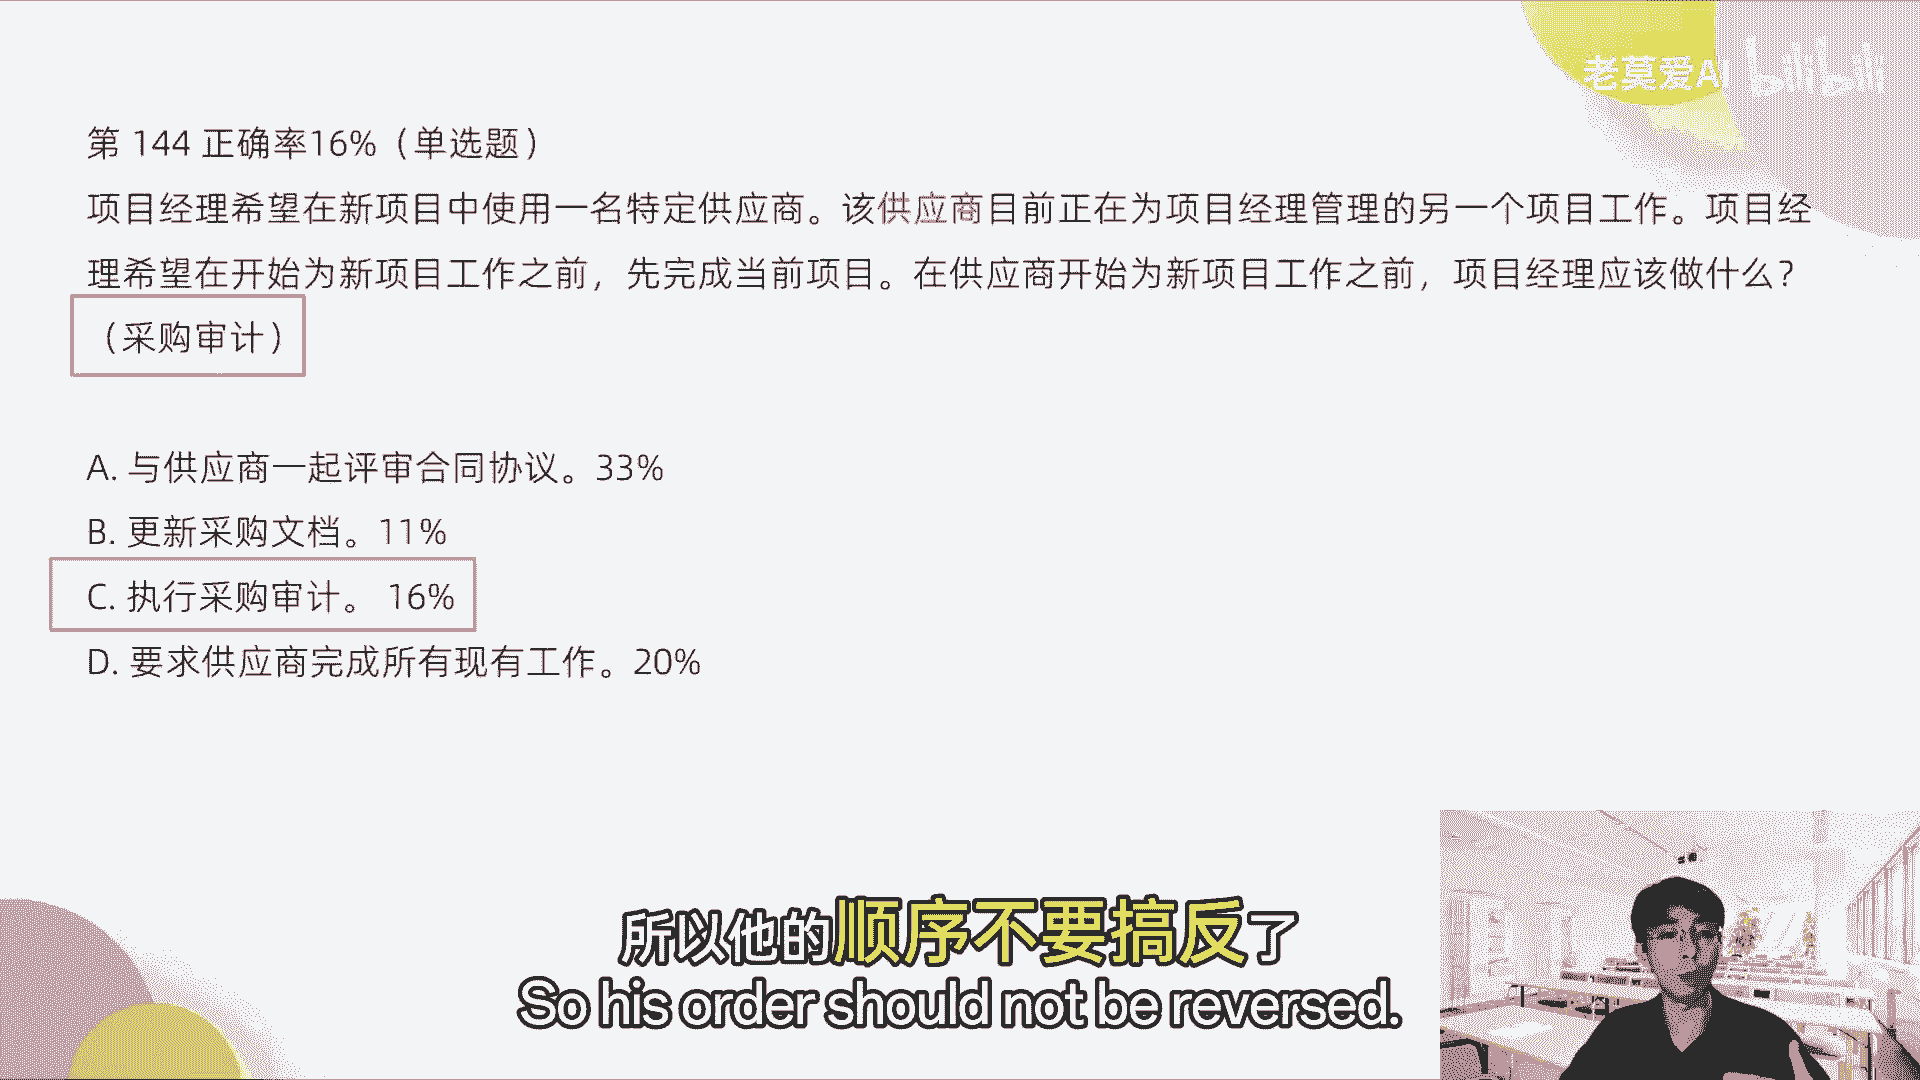 老莫爱AI bilibili
第 144 正确率16%（单选题）
项目经理希望在新项目中使用一名特定供应商。该供应商目前正在为项目经理管理的另一个项目工作。项目经
理希望在开始为新项目工作之前，先完成当前项目。在供应商开始为新项目工作之前，项目经理应该做什么？
（采购审计）
A. 与供应商一起评审合同协议。33%
B. 更新采购文档。11%
C. 执行采购审计。 16%
D. 要求供应商完成所有现有工作。20%
所以他的顺序不要搞反了
So his order should not be reversed.